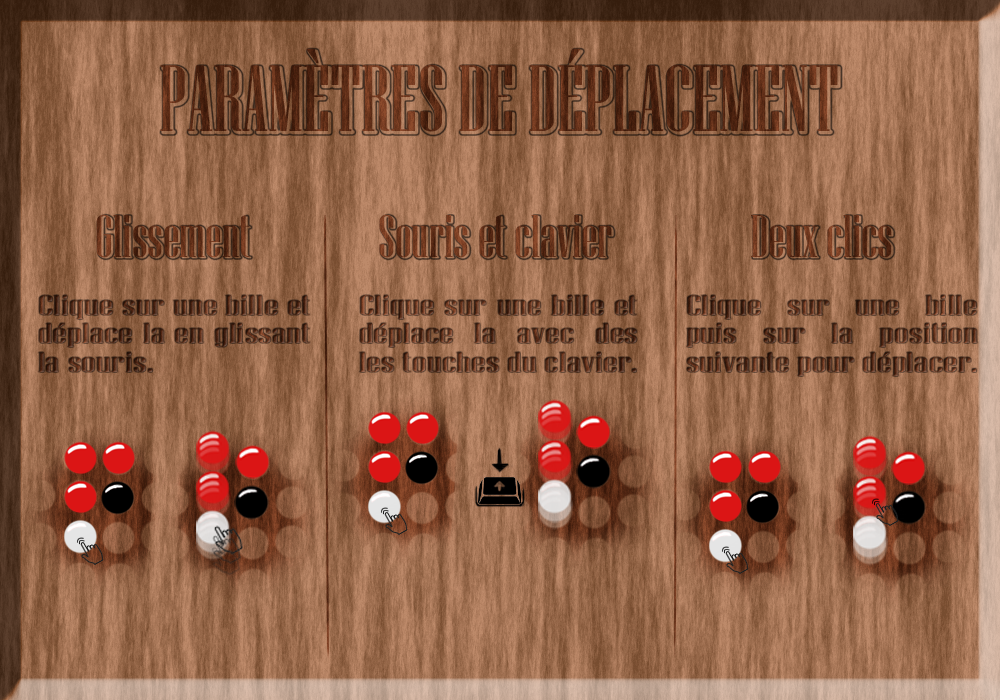 PARAMÈTRES DE DÉPLACEMENT
Glissement
Clique sur une bille et
déplace la en glissant
la souris.
Souris et clavier
Clique sur une bille et
déplace la avec des
les touches du clavier.
Deux clics
Clique sur une bille
puis sur la position
suivante pour déplacer.